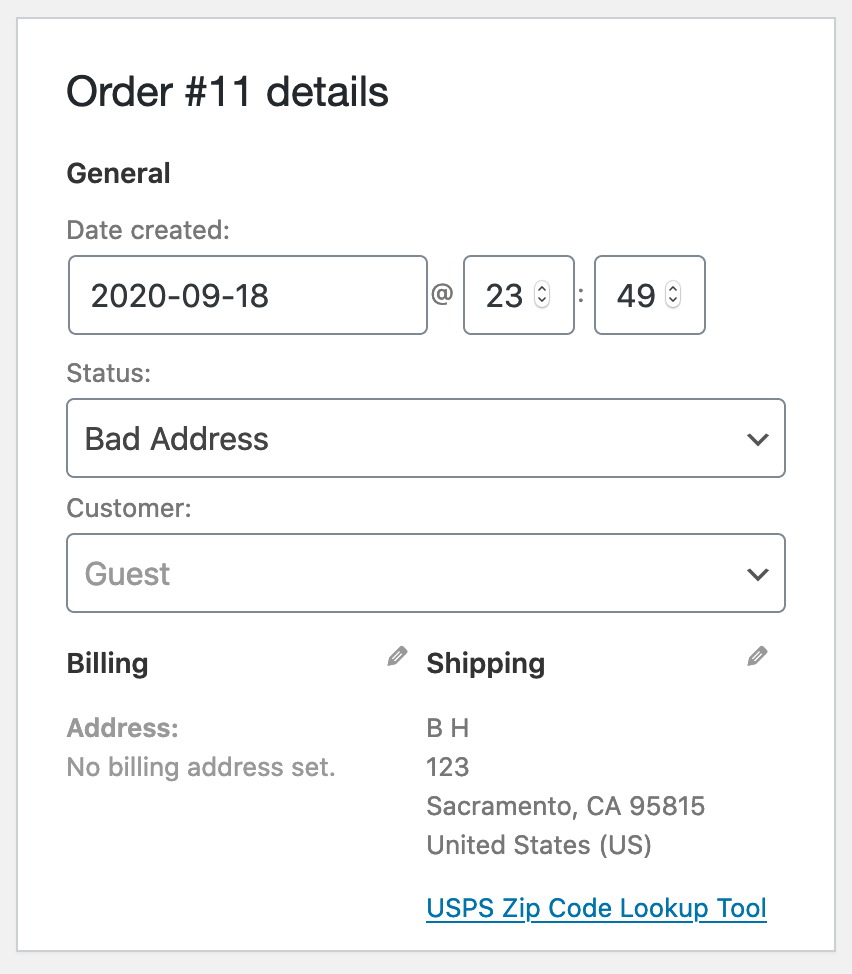 Order #11 details
General
Date created:
2020-09-18 @ 23 : 49
Status:
Bad Address
Customer:
Guest
Billing
Address:
No billing address set.
Shipping
B H
123
Sacramento, CA 95815
United States (US)
USPS Zip Code Lookup Tool